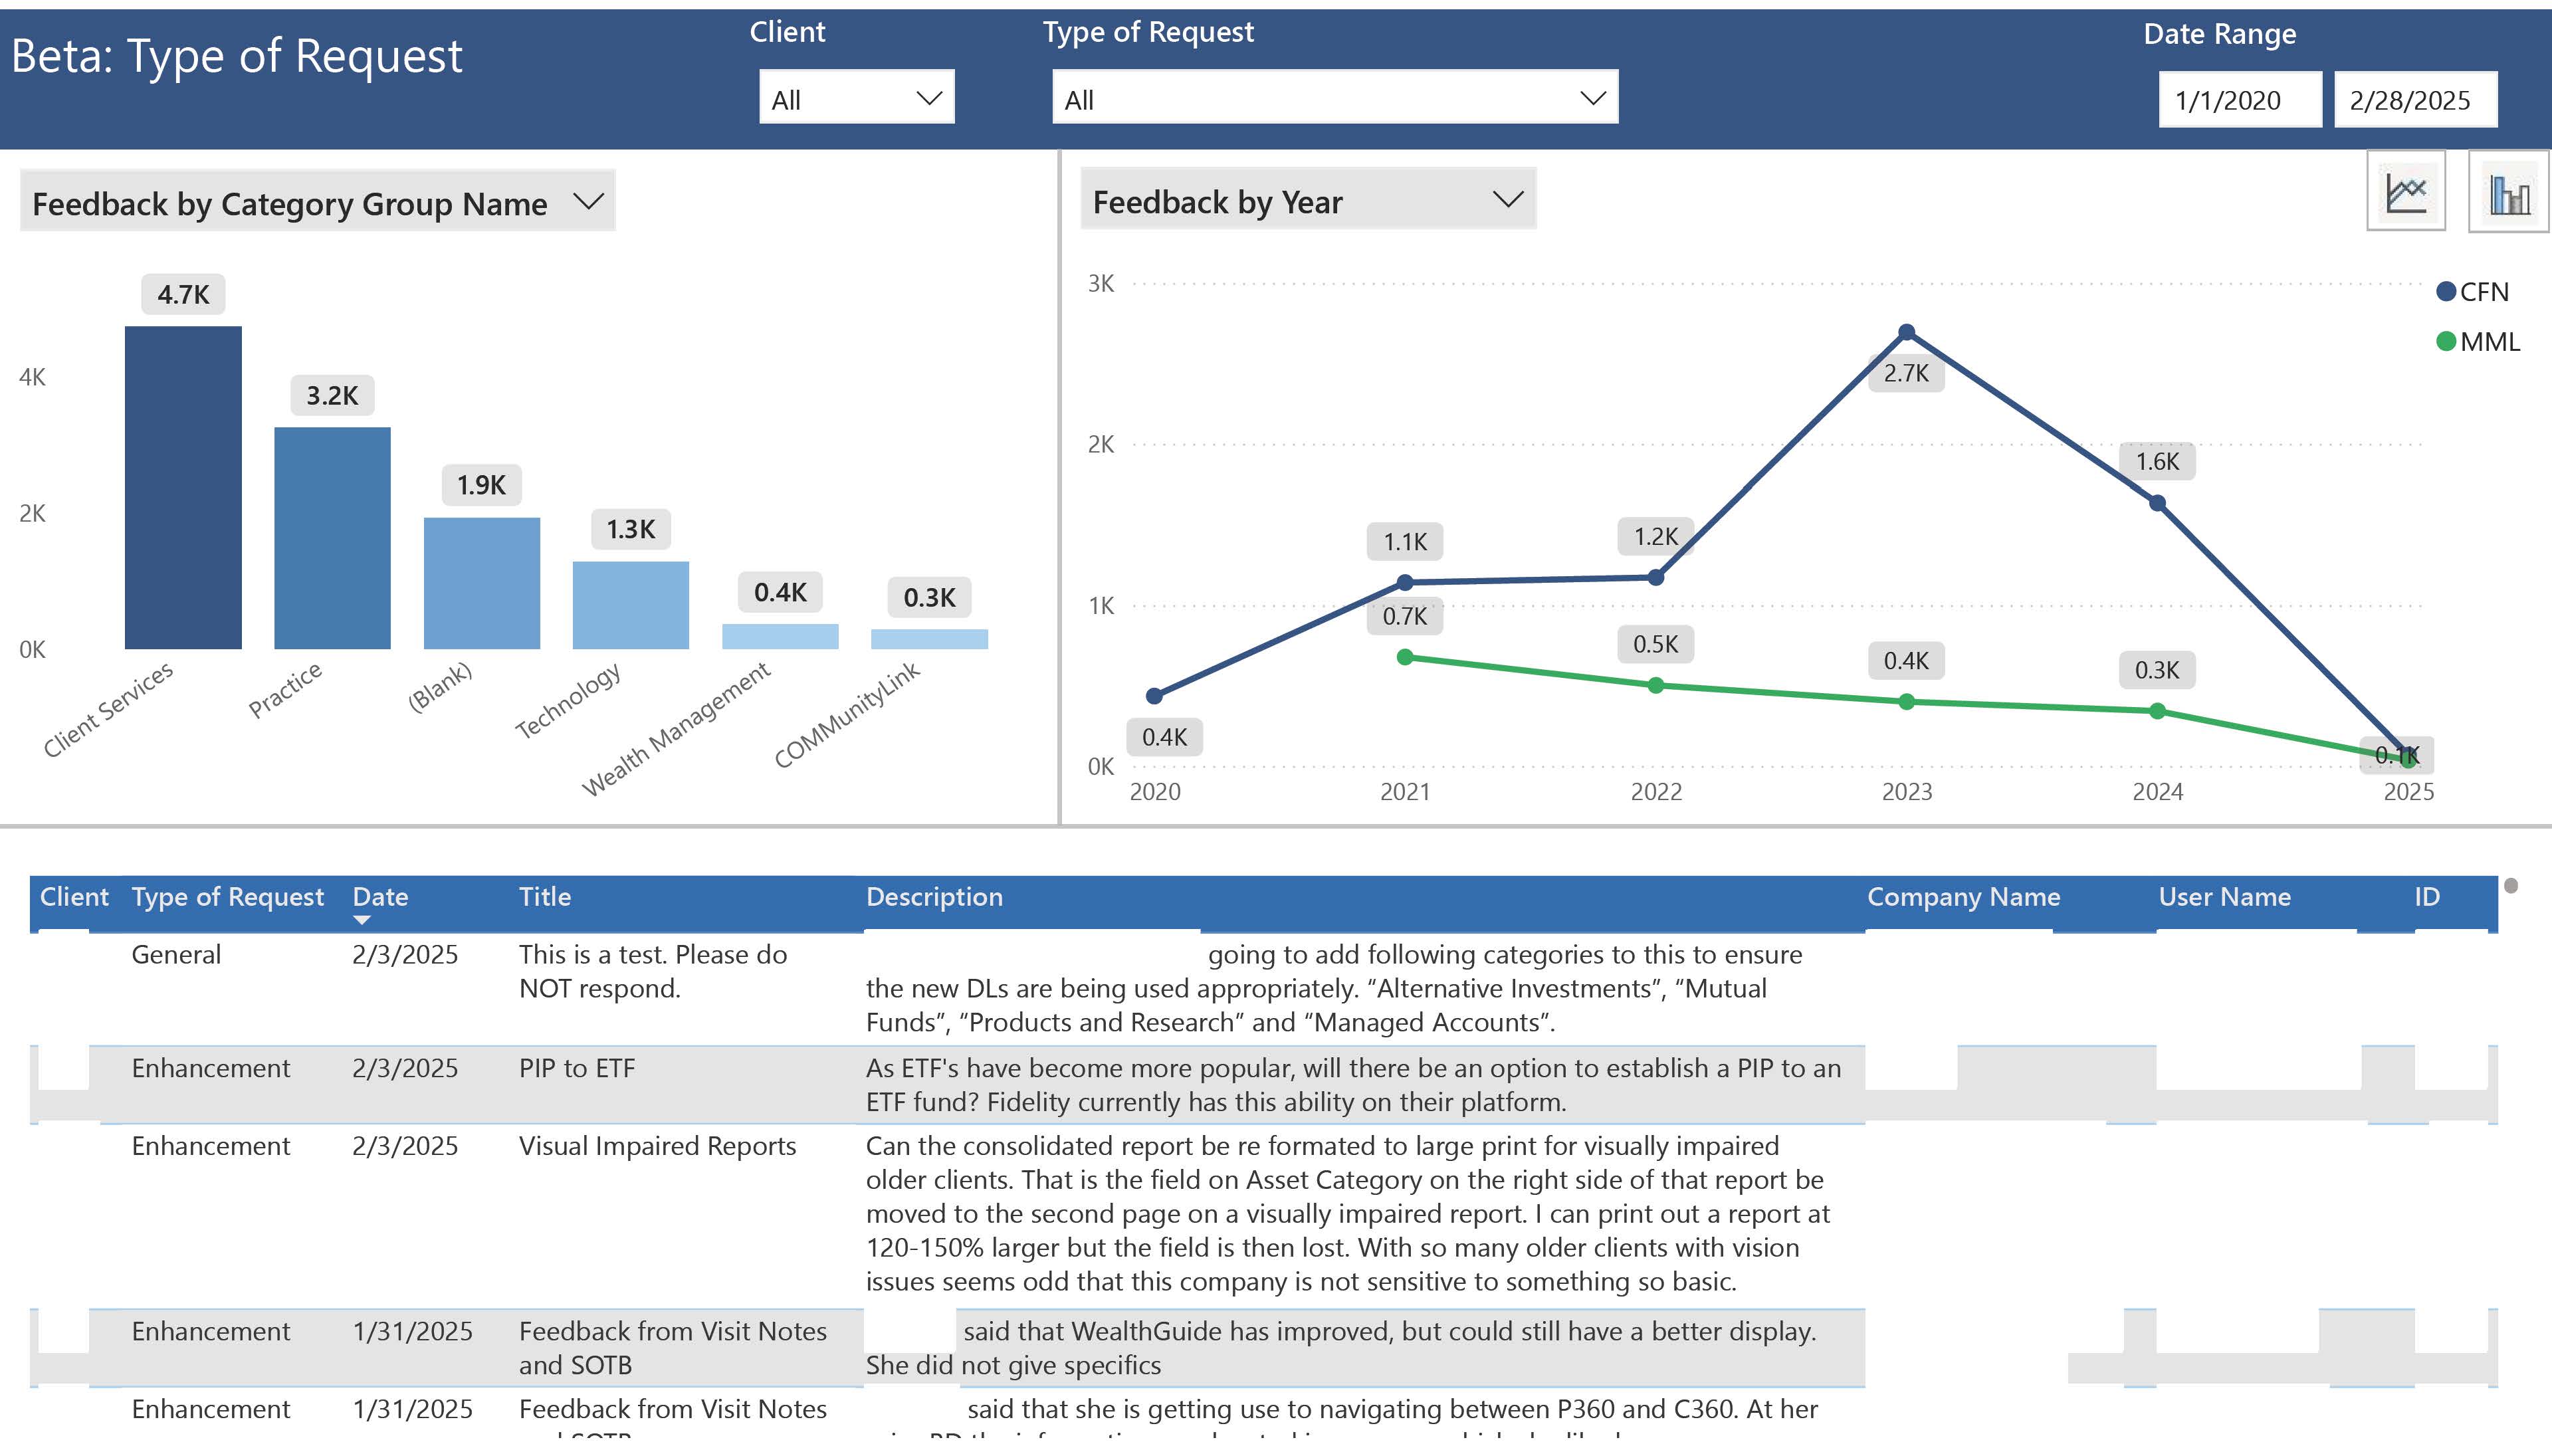 Beta: Type of Request
Client
Type of Request
Date Range
All
All
1/1/2020
2/28/2025
Feedback by Category Group Name
4.7K
3.2K
1.9K
1.3K
0.4K
0.3K
4K
2K
0K
Client Services
Practice
(Blank)
Technology
Wealth Management
COMMunityLink
Feedback by Year
CFN
MML
3K
2K
1K
0K
2.7K
1.6K
1.1K
1.2K
0.7K
0.5K
0.4K
0.3K
0.4K
0.1K
2020
2021
2022
2023
2024
2025
Client Type of Request Date Title Description Company Name User Name ID
General 2/3/2025 This is a test. Please do going to add following categories to this to ensure
NOT respond. the new DLs are being used appropriately. “Alternative Investments”, “Mutual
Funds”, “Products and Research” and “Managed Accounts”.
Enhancement 2/3/2025 PIP to ETF As ETF's have become more popular, will there be an option to establish a PIP to an
ETF fund? Fidelity currently has this ability on their platform.
Enhancement 2/3/2025 Visual Impaired Reports Can the consolidated report be re formated to large print for visually impaired
older clients. That is the field on Asset Category on the right side of that report be
moved to the second page on a visually impaired report. I can print out a report at
120-150% larger but the field is then lost. With so many older clients with vision
issues seems odd that this company is not sensitive to something so basic.
Enhancement 1/31/2025 Feedback from Visit Notes said that WealthGuide has improved, but could still have a better display.
and SOTB She did not give specifics
Enhancement 1/31/2025 Feedback from Visit Notes said that she is getting use to navigating between P360 and C360. At her